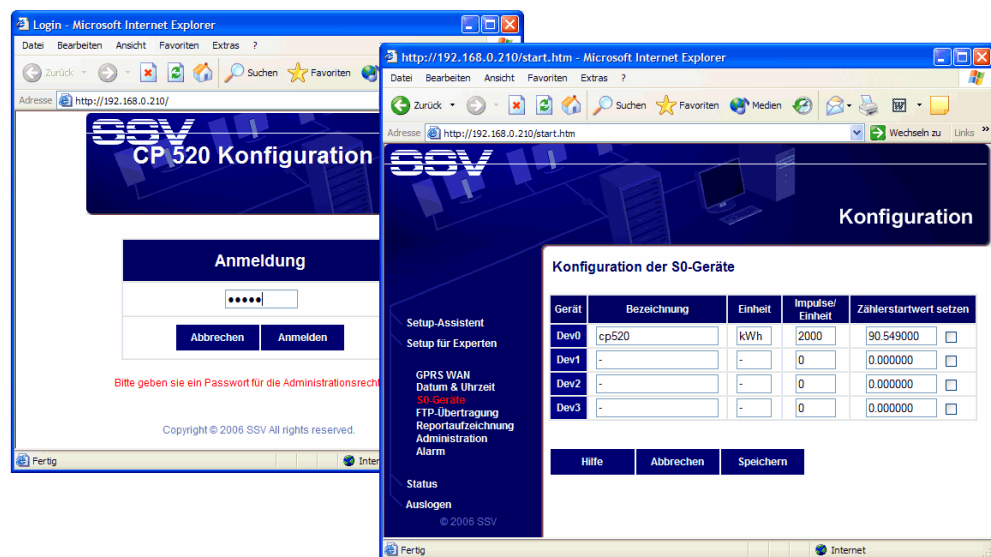 Login - Microsoft Internet Explorer
Datei Bearbeiten Ansicht Favoriten Extras ?
Zurück Suchen Favoriten
Adresse http://192.168.0.210/
SSV
CP 520 Konfiguration
Anmeldung
•••••
Abbrechen Anmelden
Bitte geben sie ein Passwort für die
Copyright © 2006 SSV All rights reserved.
Fertig
http://192.168.0.210/start.htm - Microsoft Internet Explorer
Datei Bearbeiten Ansicht Favoriten Extras ?
Zurück Suchen Favoriten Medien
Adresse http://192.168.0.210/start.htm Wechseln zu Links »
SSV
Konfiguration
Setup-Assistent
Setup für Experten
GPRS WAN
Datum & Uhrzeit
S0-Geräte
FTP-Übertragung
Reportaufzeichnung
Administration
Alarm
Status
Auslogen
© 2006 SSV
Konfiguration der S0-Geräte
Gerät Bezeichnung Einheit Impulse/ Einheit Zählerstartwert setzen
Dev0 cp520 kWh 2000 90.549000
Dev1 - - 0 0.000000
Dev2 - - 0 0.000000
Dev3 - - 0 0.000000
Hilfe Abbrechen Speichern
Fertig Internet